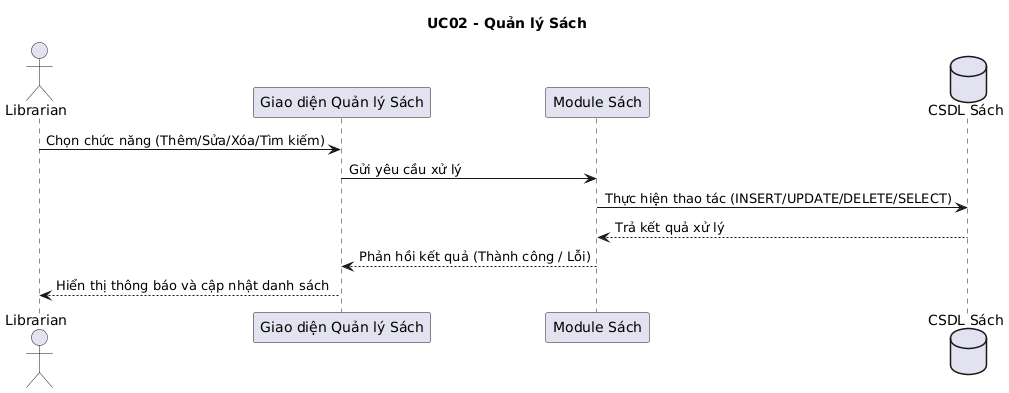 UC02 - Quản lý Sách
Librarian
Giao diện Quản lý Sách
Module Sách
CSDL Sách
Chọn chức năng (Thêm/Sửa/Xóa/Tìm kiếm)
Gửi yêu cầu xử lý
Thực hiện thao tác (INSERT/UPDATE/DELETE/SELECT)
Trả kết quả xử lý
Phản hồi kết quả (Thành công / Lỗi)
Hiển thị thông báo và cập nhật danh sách
Librarian
Giao diện Quản lý Sách
Module Sách
CSDL Sách